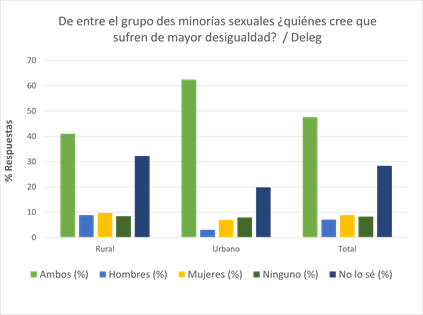 De entre el grupo des minorías sexuales ¿quiénes cree que
sufren de mayor desigualdad? / Deleg
% Respuestas
70
60
50
40
30
20
10
0
Rural
Urbano
Total
Ambos (%)
Hombres (%)
Mujeres (%)
Ninguno (%)
No lo sé (%)